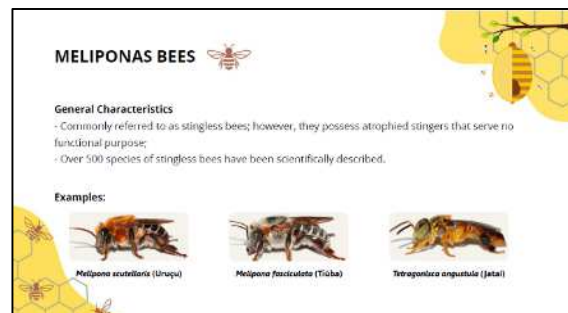 MELIPONAS BEES
General Characteristics
- Commonly referred to as stingless bees; however, they possess atrophied stingers that serve no
functional purpose;
- Over 500 species of stingless bees have been scientifically described.
Examples:
Melipona scutellaris (Uruçu)
Melipona fasciculata (Tiúba)
Tetragonisca angustula (Jataí)